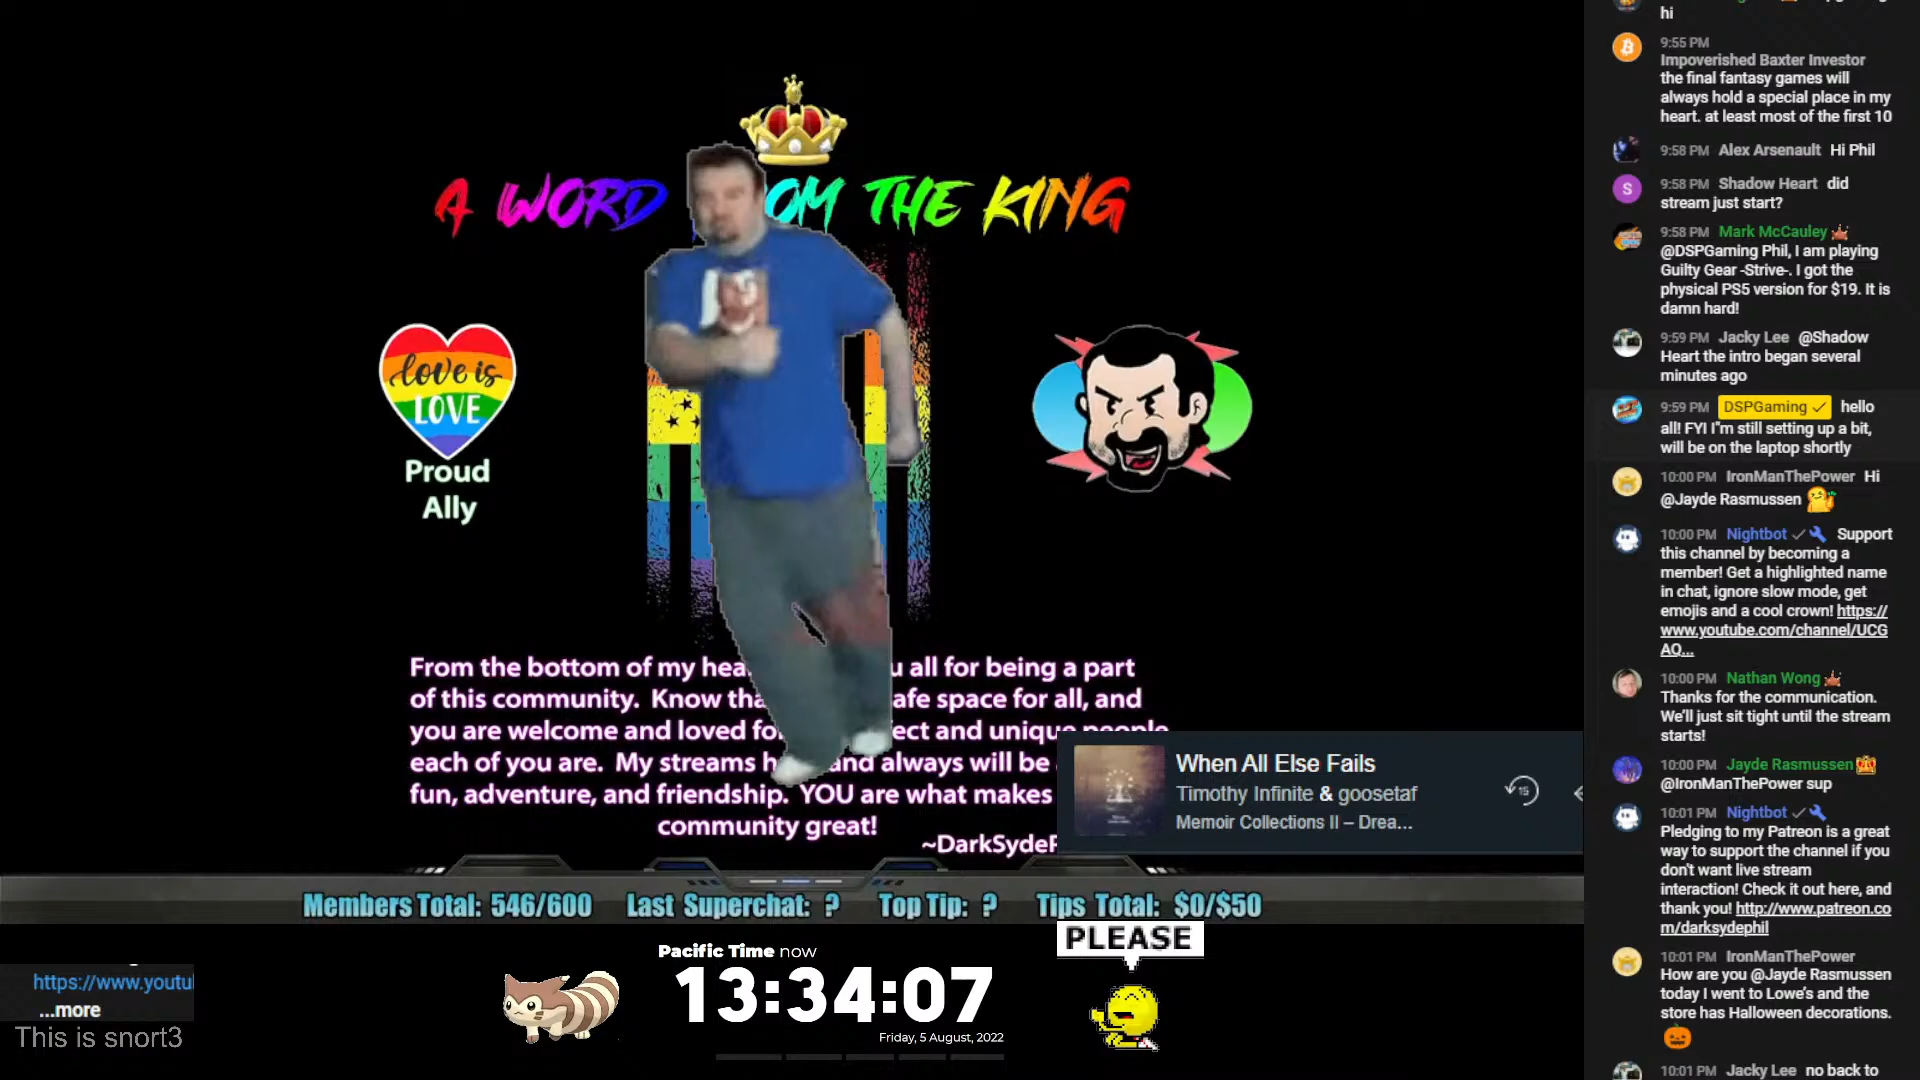 A WORD OM THE KING
love is
LOVE
Proud
Ally
From the bottom of my hea u all for being a part
of this community. Know tha afe space for all, and
you are welcome and loved fo ect and unique people
each of you are. My streams h and always will be
fun, adventure, and friendship. YOU are what makes
community great!
~DarkSydeP
When All Else Fails
Timothy Infinite & goosetaf
Memoir Collections II – Drea...
15
Members Total: 546/600 Last Superchat: ? Top Tip: ? Tips Total: $0/$50
PLEASE
Pacific Time now
13:34:07
Friday, 5 August, 2022
https://www.youtu
...more
This is snort3
hi
9:55 PM
Impoverished Baxter Investor
the final fantasy games will
always hold a special place in my
heart. at least most of the first 10
9:58 PM Alex Arsenault Hi Phil
S
9:58 PM Shadow Heart did
stream just start?
9:58 PM Mark McCauley
@DSPGaming Phil, I am playing
Guilty Gear -Strive-. I got the
physical PS5 version for $19. It is
damn hard!
9:59 PM Jacky Lee @Shadow
Heart the intro began several
minutes ago
9:59 PM DSPGaming hello
all! FYI I"m still setting up a bit,
will be on the laptop shortly
10:00 PM IronManThePower Hi
@Jayde Rasmussen
10:00 PM Nightbot Support
this channel by becoming a
member! Get a highlighted name
in chat, ignore slow mode, get
emojis and a cool crown! https://
www.youtube.com/channel/UCG
AQ...
10:00 PM Nathan Wong
Thanks for the communication.
We'll just sit tight until the stream
starts!
10:00 PM Jayde Rasmussen
@IronManThePower sup
10:01 PM Nightbot
Pledging to my Patreon is a great
way to support the channel if you
don't want live stream
interaction! Check it out here, and
thank you! http://www.patreon.co
m/darksydephil
10:01 PM IronManThePower
How are you @Jayde Rasmussen
today I went to Lowe's and the
store has Halloween decorations.
10:01 PM Jacky Lee no back to